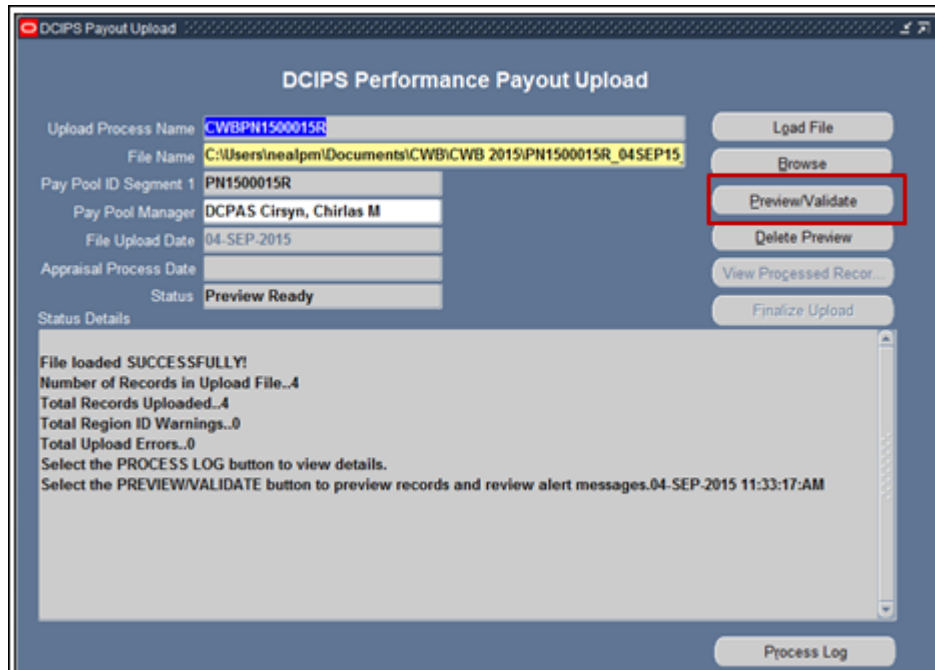 DCIPS Payout Upload
DCIPS Performance Payout Upload
Upload Process Name CWBPN1500015R
File Name C:\Users\nealpm\Documents\CWB\CWB 2015\PN1500015R_04SEP15_
Pay Pool ID Segment 1 PN1500015R
Pay Pool Manager DCPAS Cirsyn, Chirlas M
File Upload Date 04-SEP-2015
Appraisal Process Date
Status Preview Ready
Load File
Browse
Preview/Validate
Delete Preview
View Processed Recor...
Finalize Upload
Status Details
File loaded SUCCESSFULLY!
Number of Records in Upload File..4
Total Records Uploaded..4
Total Region ID Warnings..0
Total Upload Errors..0
Select the PROCESS LOG button to view details.
Select the PREVIEW/VALIDATE button to preview records and review alert messages.04-SEP-2015 11:33:17:AM
Process Log